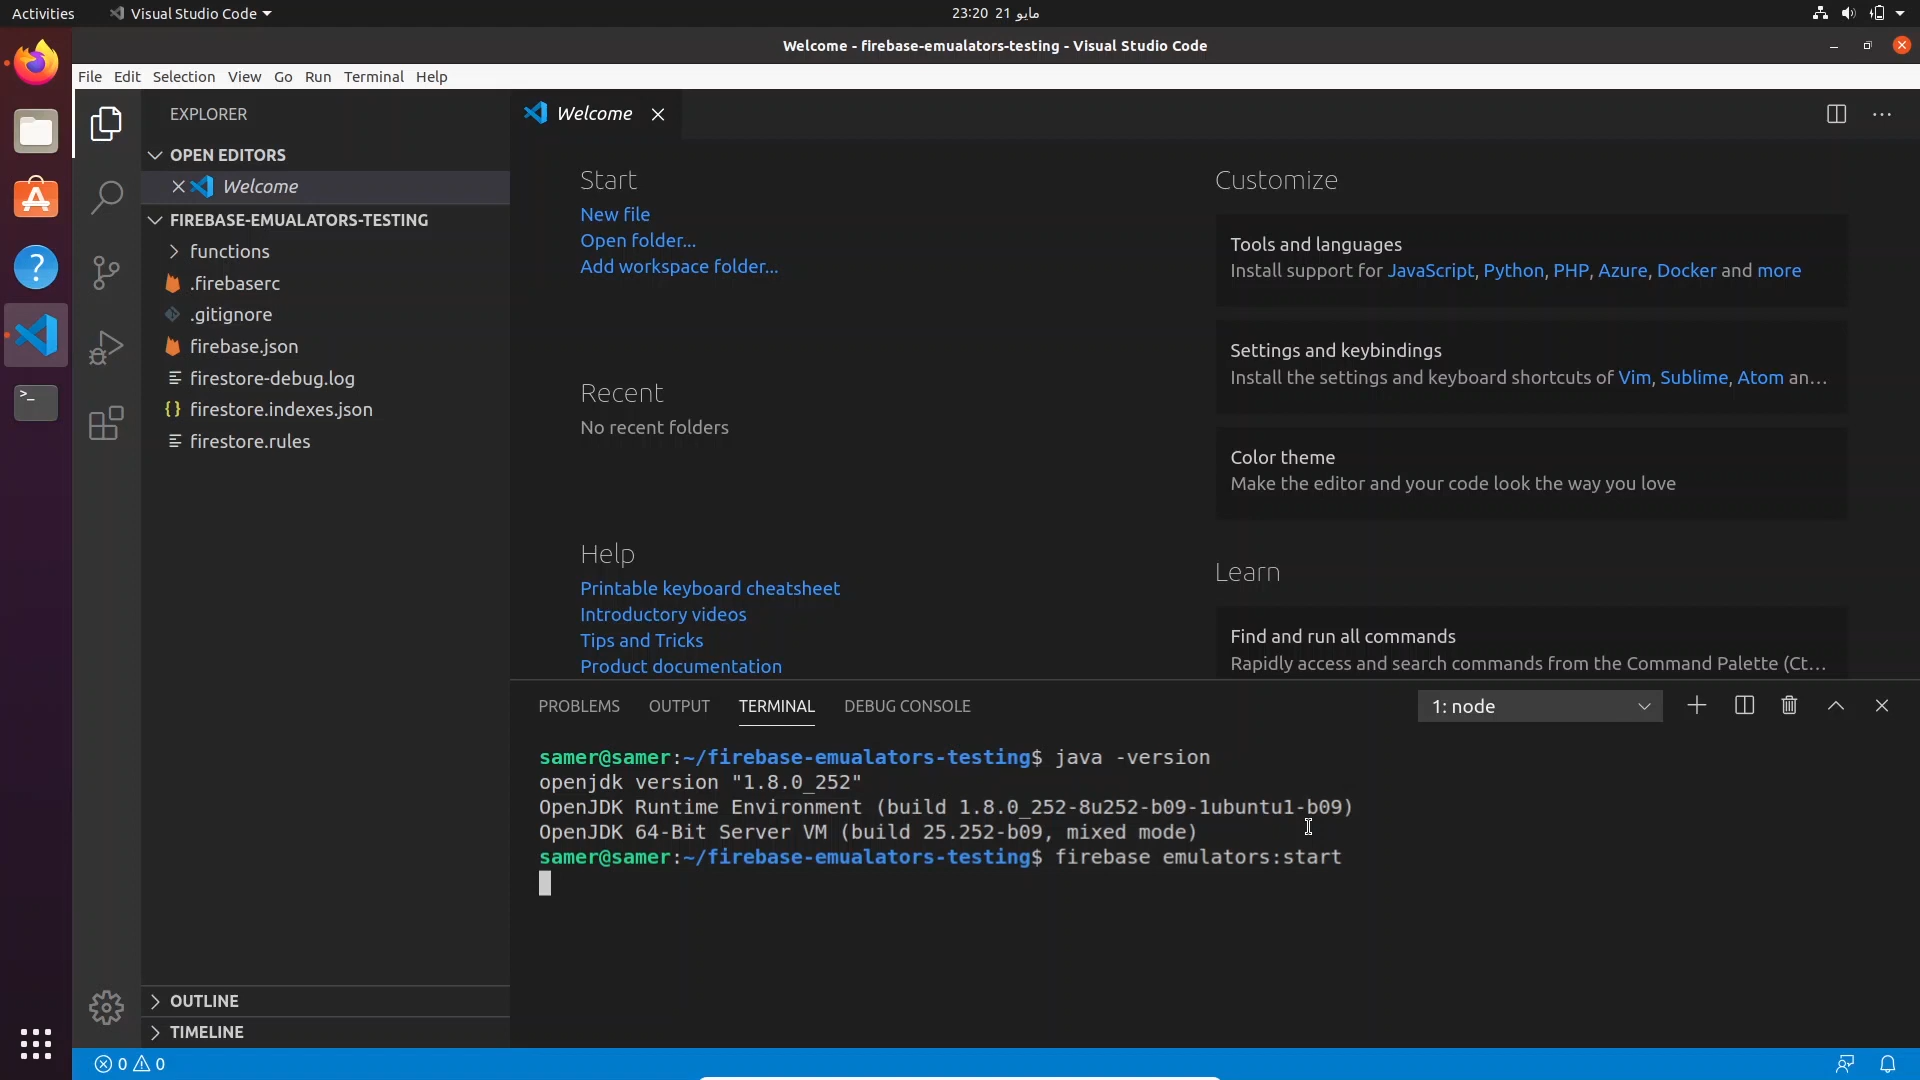 Activities
Visual Studio Code
23:20 21 مايو
Welcome - firebase-emualators-testing - Visual Studio Code
File Edit Selection View Go Run Terminal Help
EXPLORER
OPEN EDITORS
Welcome
FIREBASE-EMUALATORS-TESTING
functions
.firebaserc
.gitignore
firebase.json
firestore-debug.log
firestore.indexes.json
firestore.rules
OUTLINE
TIMELINE
Welcome
Start
New file
Open folder...
Add workspace folder...
Recent
No recent folders
Help
Printable keyboard cheatsheet
Introductory videos
Tips and Tricks
Product documentation
Customize
Tools and languages
Install support for JavaScript, Python, PHP, Azure, Docker and more
Settings and keybindings
Install the settings and keyboard shortcuts of Vim, Sublime, Atom an...
Color theme
Make the editor and your code look the way you love
Learn
Find and run all commands
Rapidly access and search commands from the Command Palette (Ct...
PROBLEMS OUTPUT TERMINAL DEBUG CONSOLE
1: node
samer@samer:~/firebase-emualators-testing$ java -version
openjdk version "1.8.0_252"
OpenJDK Runtime Environment (build 1.8.0_252-8u252-b09-1ubuntu1-b09)
OpenJDK 64-Bit Server VM (build 25.252-b09, mixed mode)
samer@samer:~/firebase-emualators-testing$ firebase emulators:start
0 0